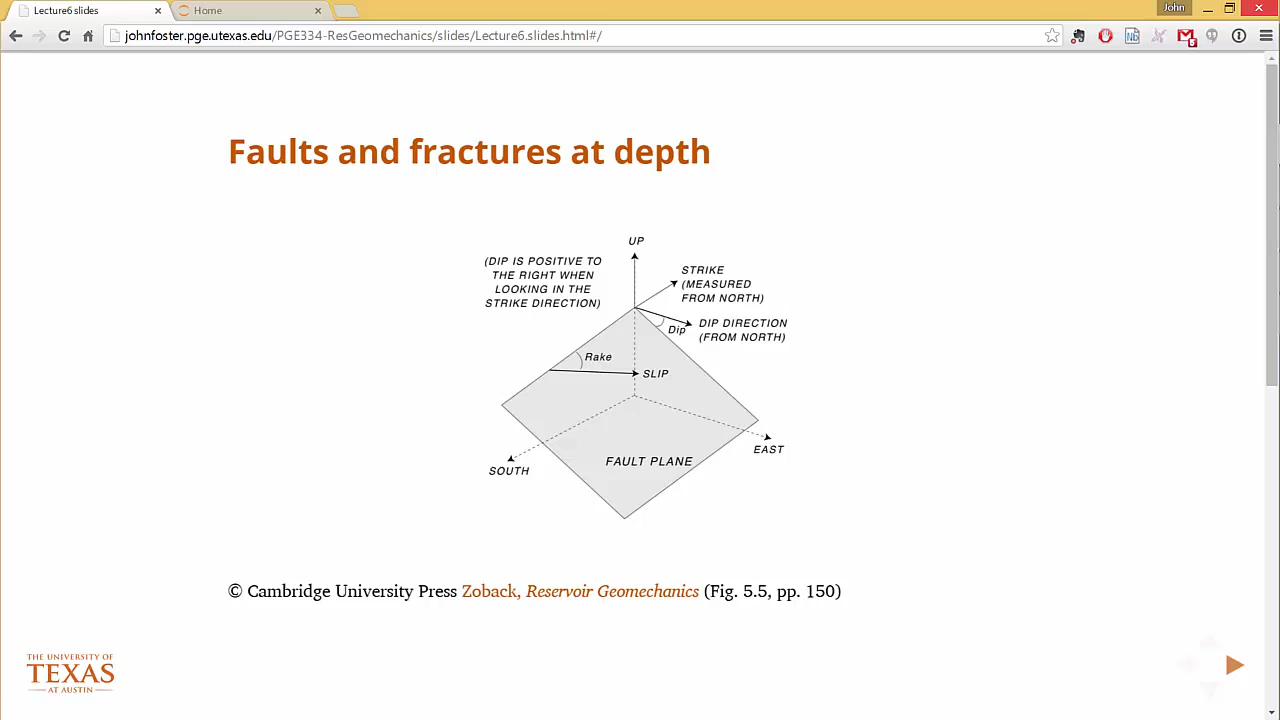 Lecture6 slides
Home
John
johnfoster.pge.utexas.edu/PGE334-ResGeomechanics/slides/Lecture6.slides.html#/
Faults and fractures at depth
UP
(DIP IS POSITIVE TO
THE RIGHT WHEN
LOOKING IN THE
STRIKE DIRECTION)
STRIKE
(MEASURED
FROM NORTH)
DIP DIRECTION
(FROM NORTH)
Dip
Rake
SLIP
FAULT PLANE
EAST
SOUTH
© Cambridge University Press Zoback, Reservoir Geomechanics (Fig. 5.5, pp. 150)
THE UNIVERSITY OF
TEXAS
AT AUSTIN